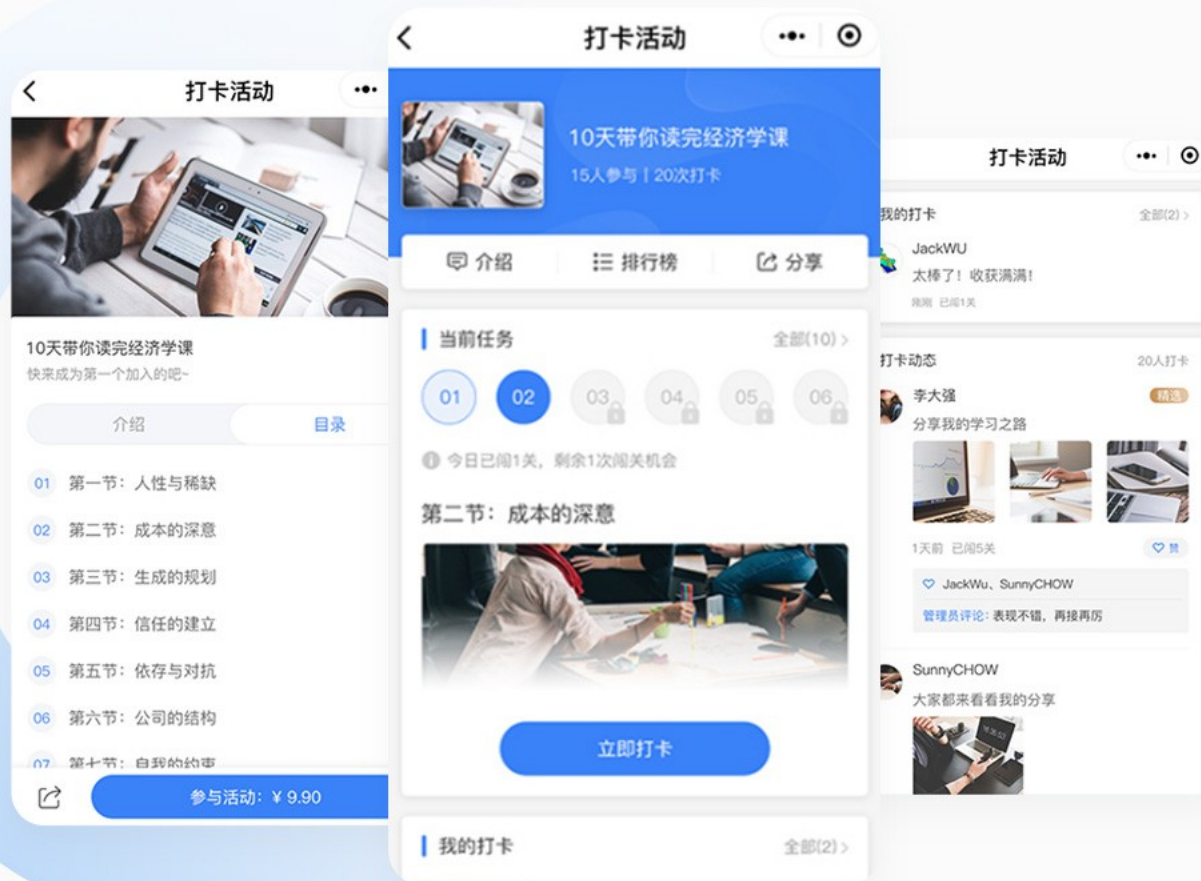 打卡活动
10天带你读完经济学课
快来成为第一个加入的吧~
介绍
目录
01 第一节：人性与稀缺
02 第二节：成本的深意
03 第三节：生成的规划
04 第四节：信任的建立
05 第五节：依存与对抗
06 第六节：公司的结构
07 第七节：自我的约束
参与活动：¥ 9.90
打卡活动
10天带你读完经济学课
15人参与 | 20次打卡
介绍
排行榜
分享
当前任务
全部(10) >
01 02 03 04 05 06
今日已闯1关，剩余1次闯关机会
第二节：成本的深意
立即打卡
我的打卡
全部(2) >
打卡活动
我的打卡
全部(2) >
JackWU
太棒了！收获满满！
刚刚 已闯1关
打卡动态
20人打卡
李大强
精选
分享我的学习之路
1天前 已闯5关
赞
JackWu、SunnyCHOW
管理员评论：表现不错，再接再厉
SunnyCHOW
大家都来看看我的分享